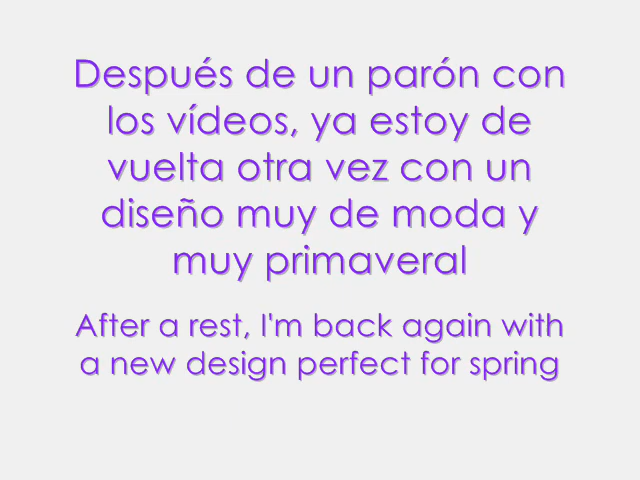 Después de un parón con
los vídeos, ya estoy de
vuelta otra vez con un
diseño muy de moda y
muy primaveral
After a rest, I'm back again with
a new design perfect for spring